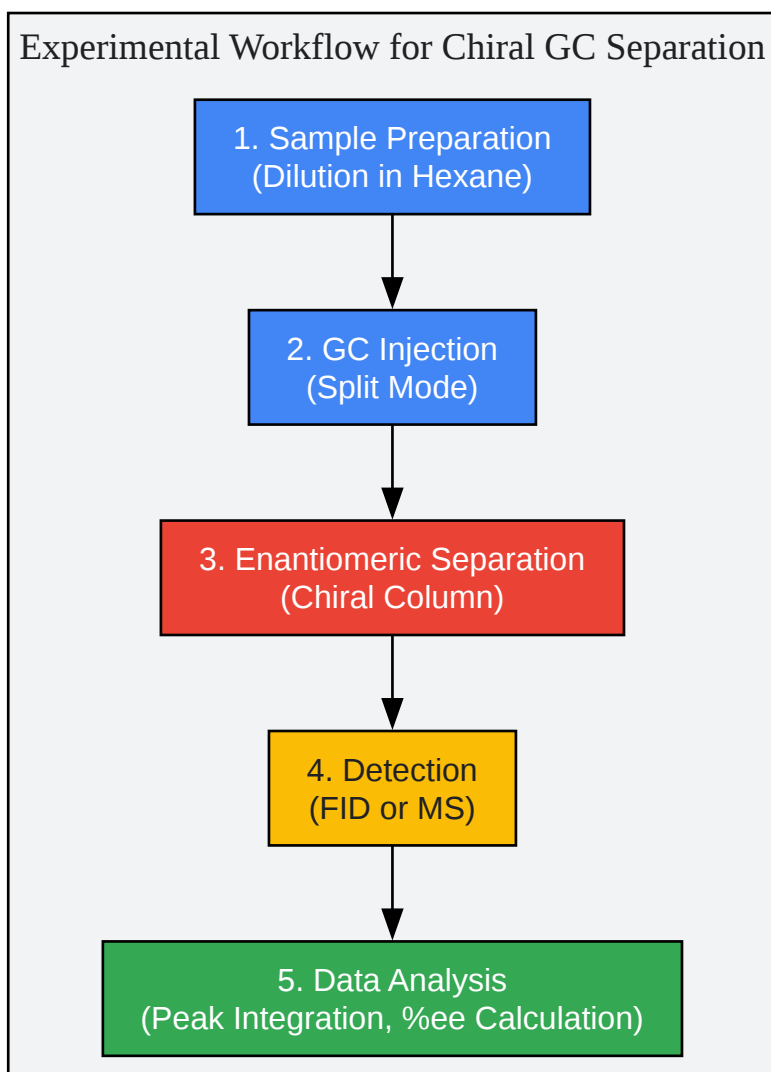 Experimental Workflow for Chiral GC Separation
1. Sample Preparation
(Dilution in Hexane)
2. GC Injection
(Split Mode)
3. Enantiomeric Separation
(Chiral Column)
4. Detection
(FID or MS)
5. Data Analysis
(Peak Integration, %ee Calculation)